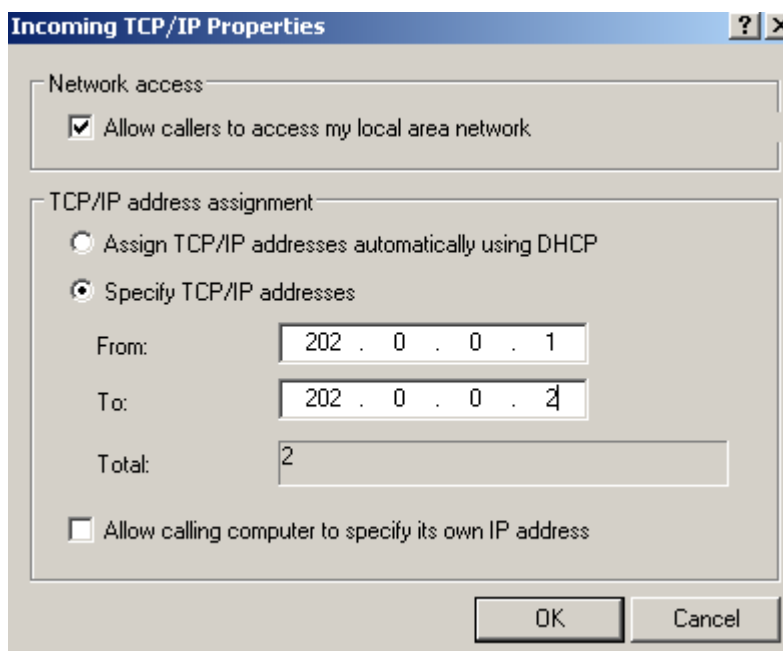 Incoming TCP/IP Properties
Network access
Allow callers to access my local area network
TCP/IP address assignment
Assign TCP/IP addresses automatically using DHCP
Specify TCP/IP addresses
From: 202 . 0 . 0 . 1
To: 202 . 0 . 0 . 2
Total: 2
Allow calling computer to specify its own IP address
OK Cancel